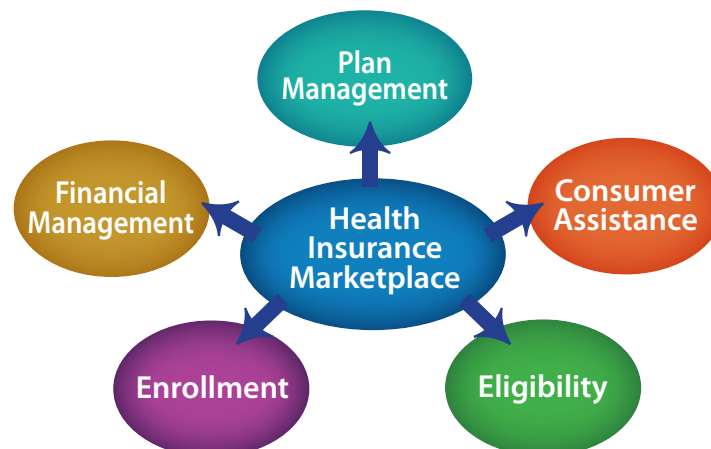 Plan
Management
Financial
Management
Consumer
Assistance
Health
Insurance
Marketplace
Enrollment
Eligibility